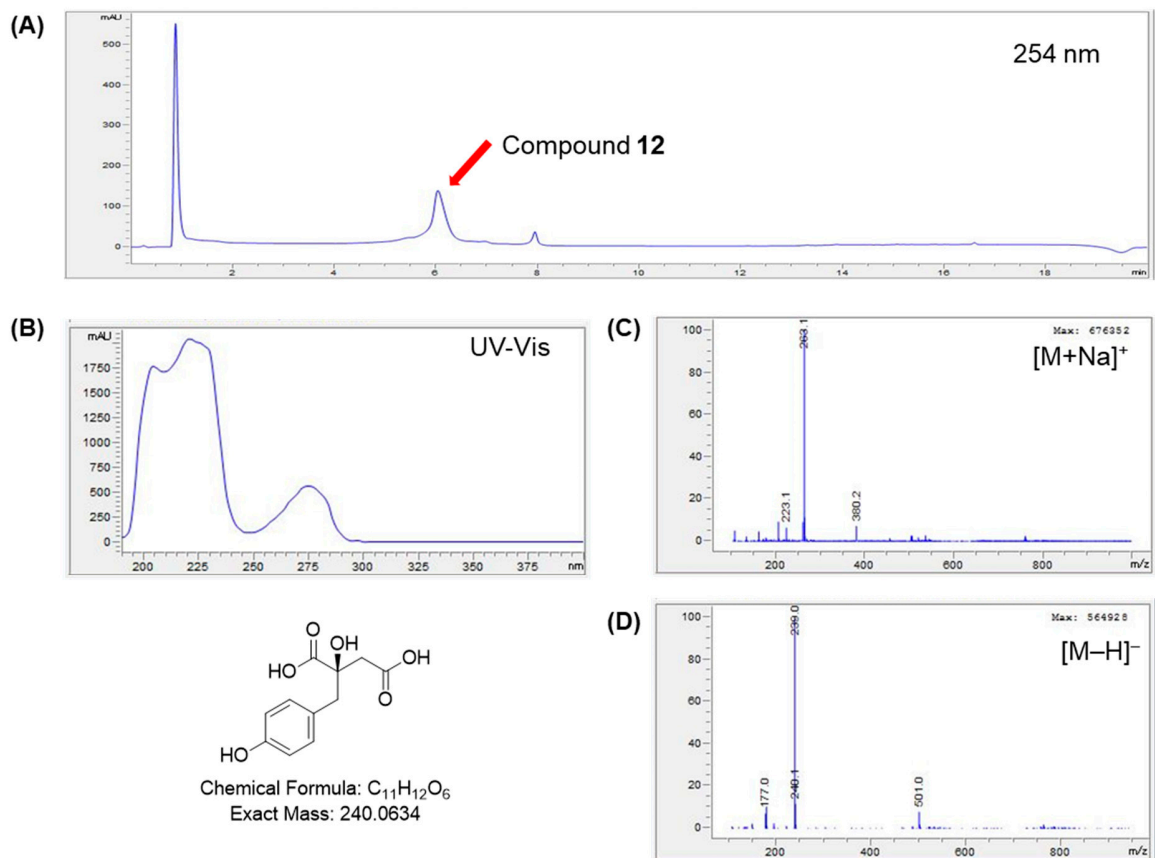 (A)
mAU
254 nm
500
400
300
200
100
0
Compound 12
2
4
6
8
10
12
14
16
18
min
(B)
mAU
UV-Vis
1750
1500
1250
1000
750
500
250
0
200
225
250
275
300
325
350
375
nm
(C)
Max: 676352
[M+Na]+
100
80
60
40
20
0
263.1
223.1
380.2
200
400
600
800
m/z
O
OH
O
HO
OH
O
HO
Chemical Formula: C11H12O6
Exact Mass: 240.0634
(D)
Max: 564928
[M–H]–
100
80
60
40
20
0
239.0
240.1
177.0
501.0
200
400
600
800
m/z